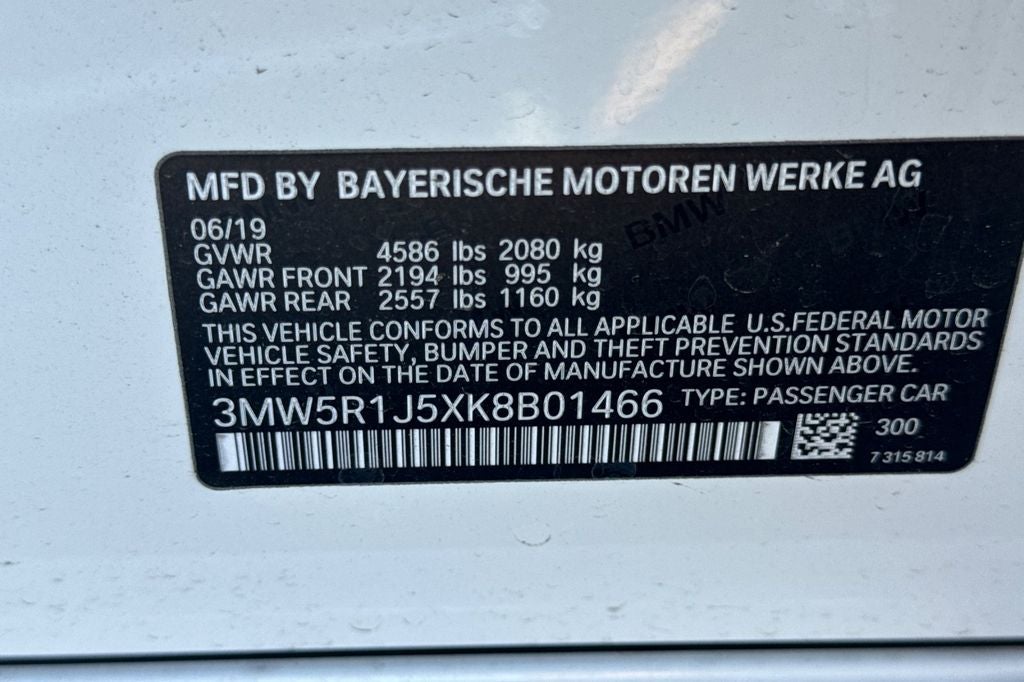 MFD BY BAYERISCHE MOTOREN WERKE AG
06/19
GVWR 4586 lbs 2080 kg
GAWR FRONT 2194 lbs 995 kg
GAWR REAR 2557 lbs 1160 kg
THIS VEHICLE CONFORMS TO ALL APPLICABLE U.S.FEDERAL MOTOR
VEHICLE SAFETY, BUMPER AND THEFT PREVENTION STANDARDS
IN EFFECT ON THE DATE OF MANUFACTURE SHOWN ABOVE.
3MW5R1J5XK8B01466 TYPE: PASSENGER CAR
300
7 315 814
BMW